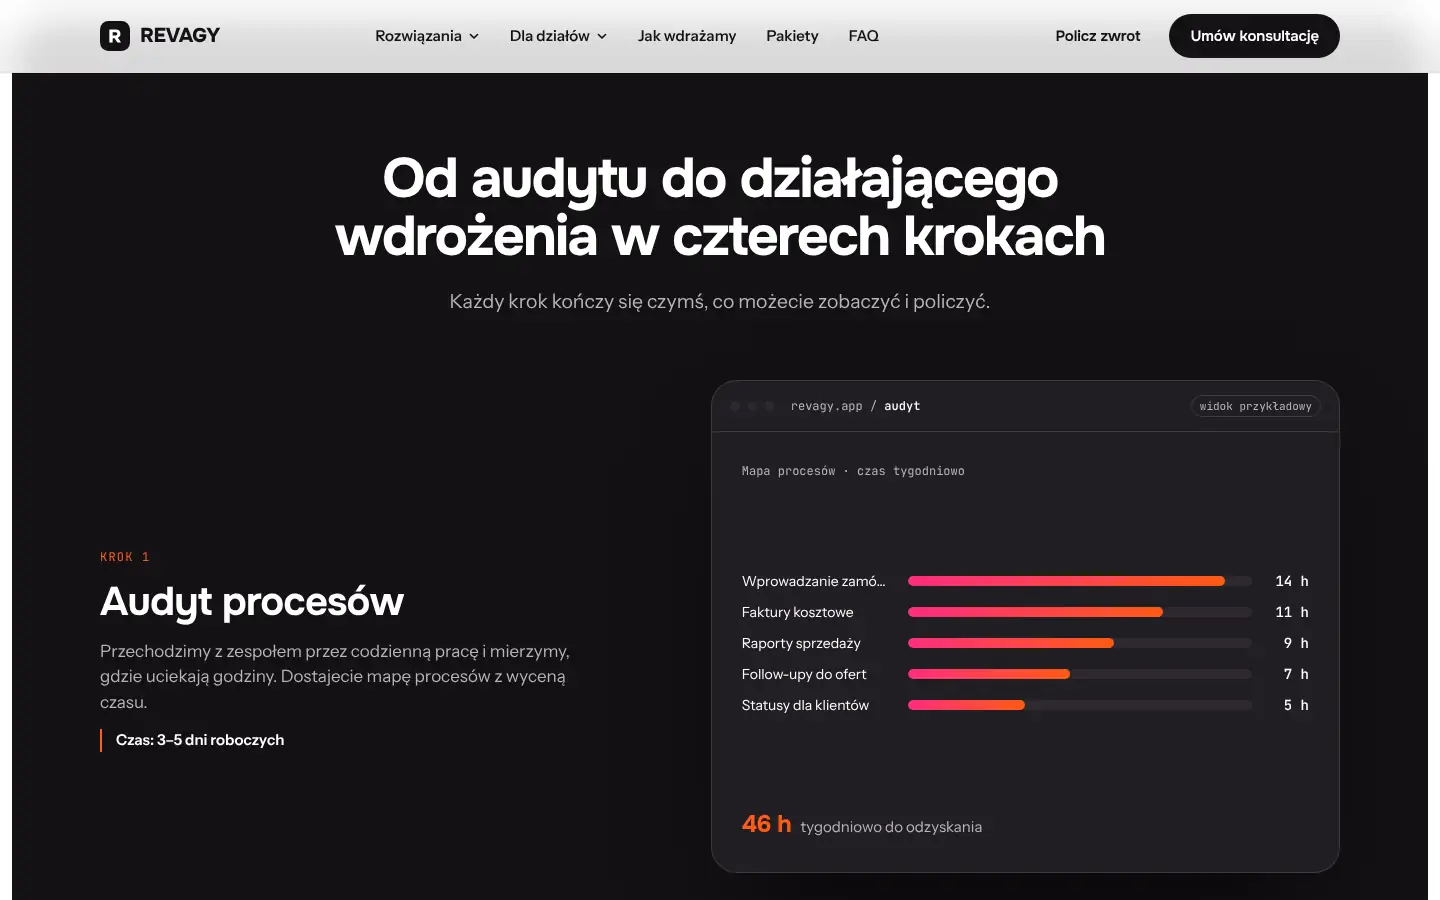 R REVAGY Rozwiązania Dla działów Jak wdrażamy Pakiety FAQ Policz zwrot Umów konsultację
Od audytu do działającego
wdrożenia w czterech krokach
Każdy krok kończy się czymś, co możecie zobaczyć i policzyć.
KROK 1
Audyt procesów
Przechodzimy z zespołem przez codzienną pracę i mierzymy,
gdzie uciekają godziny. Dostajecie mapę procesów z wyceną
czasu.
Czas: 3–5 dni roboczych
revagy.app / audyt widok przykładowy
Mapa procesów · czas tygodniowo
Wprowadzanie zamó... 14 h
Faktury kosztowe 11 h
Raporty sprzedaży 9 h
Follow-upy do ofert 7 h
Statusy dla klientów 5 h
46 h tygodniowo do odzyskania